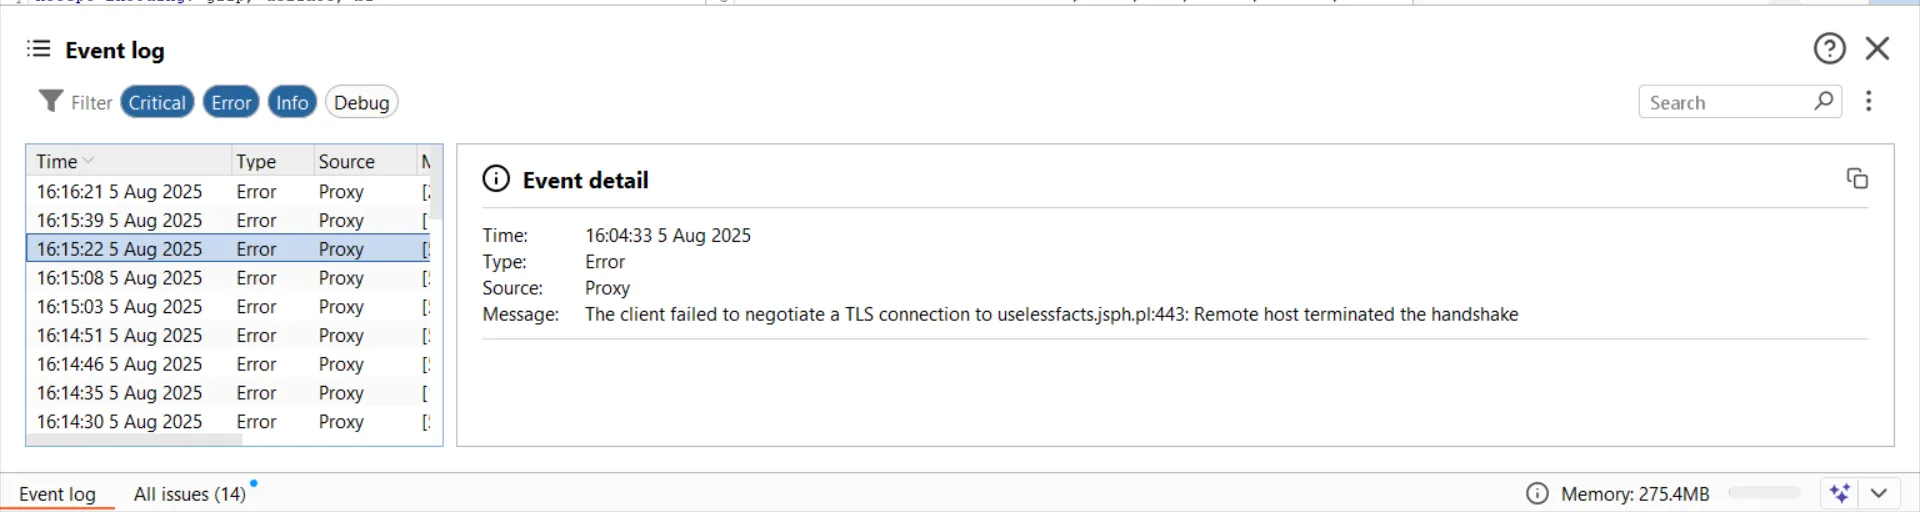 Event log
Filter Critical Error Info Debug
Search
Time Type Source
16:16:21 5 Aug 2025 Error Proxy
16:15:39 5 Aug 2025 Error Proxy
16:15:22 5 Aug 2025 Error Proxy
16:15:08 5 Aug 2025 Error Proxy
16:15:03 5 Aug 2025 Error Proxy
16:14:51 5 Aug 2025 Error Proxy
16:14:46 5 Aug 2025 Error Proxy
16:14:35 5 Aug 2025 Error Proxy
16:14:30 5 Aug 2025 Error Proxy
Event detail
Time: 16:04:33 5 Aug 2025
Type: Error
Source: Proxy
Message: The client failed to negotiate a TLS connection to uselessfacts.jsph.pl:443: Remote host terminated the handshake
Event log All issues (14)
Memory: 275.4MB